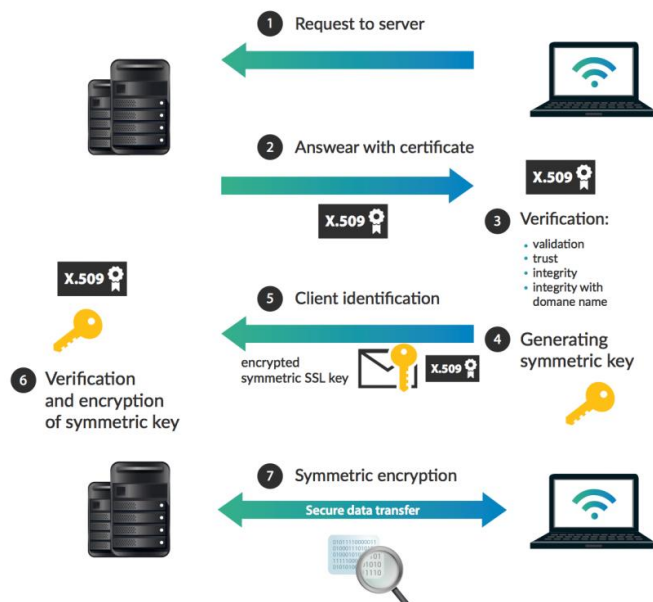 1 Request to server
2 Answear with certificate
X.509
X.509
3 Verification:
• validation
• trust
• integrity
• integrity with
domane name
X.509
5 Client identification
encrypted
symmetric SSL key
X.509
4 Generating
symmetric key
6 Verification
and encryption
of symmetric key
7 Symmetric encryption
Secure data transfer